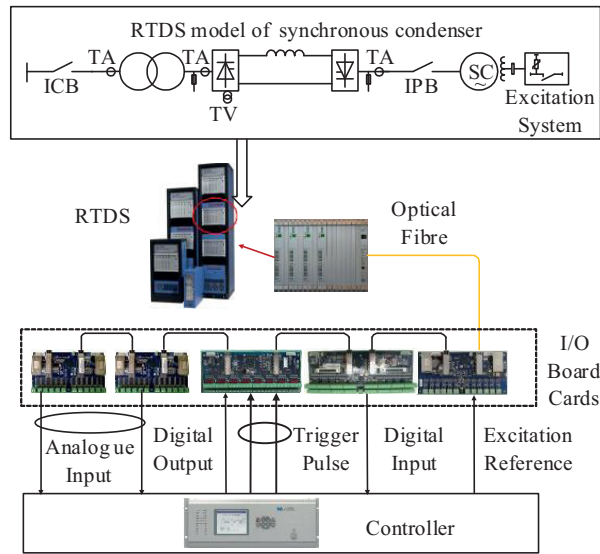 RTDS model of synchronous condenser
TA
TA
TA
ICB
TV
IPB
SC
~
Excitation
System
RTDS
Optical
Fibre
I/O
Board
Cards
Analogue
Input
Digital
Output
Trigger
Pulse
Digital
Input
Excitation
Reference
Controller